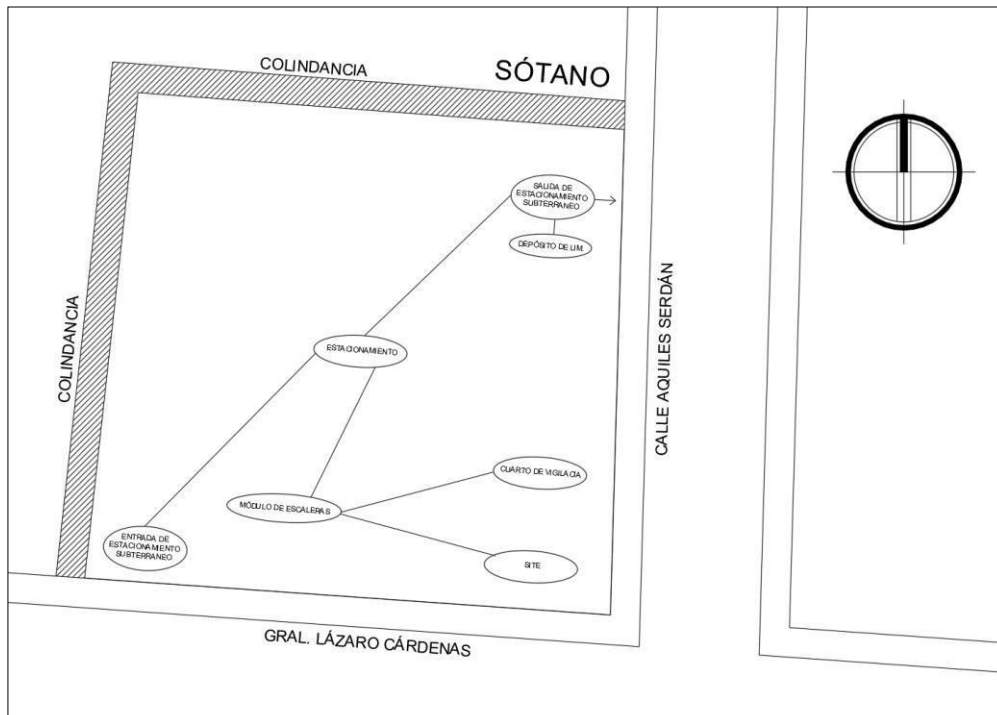 COLINDANCIA
SÓTANO
SALIDA DE
ESTACIONAMIENTO
SUBTERRANEO
DEPÓSITO DE LIM.
COLINDANCIA
ESTACIONAMIENTO
CALLE AQUILES SERDÁN
CUARTO DE VIGILACIA
MÓDULO DE ESCALERAS
ENTRADA DE
ESTACIONAMIENTO
SUBTERRANEO
SITE
GRAL. LÁZARO CÁRDENAS